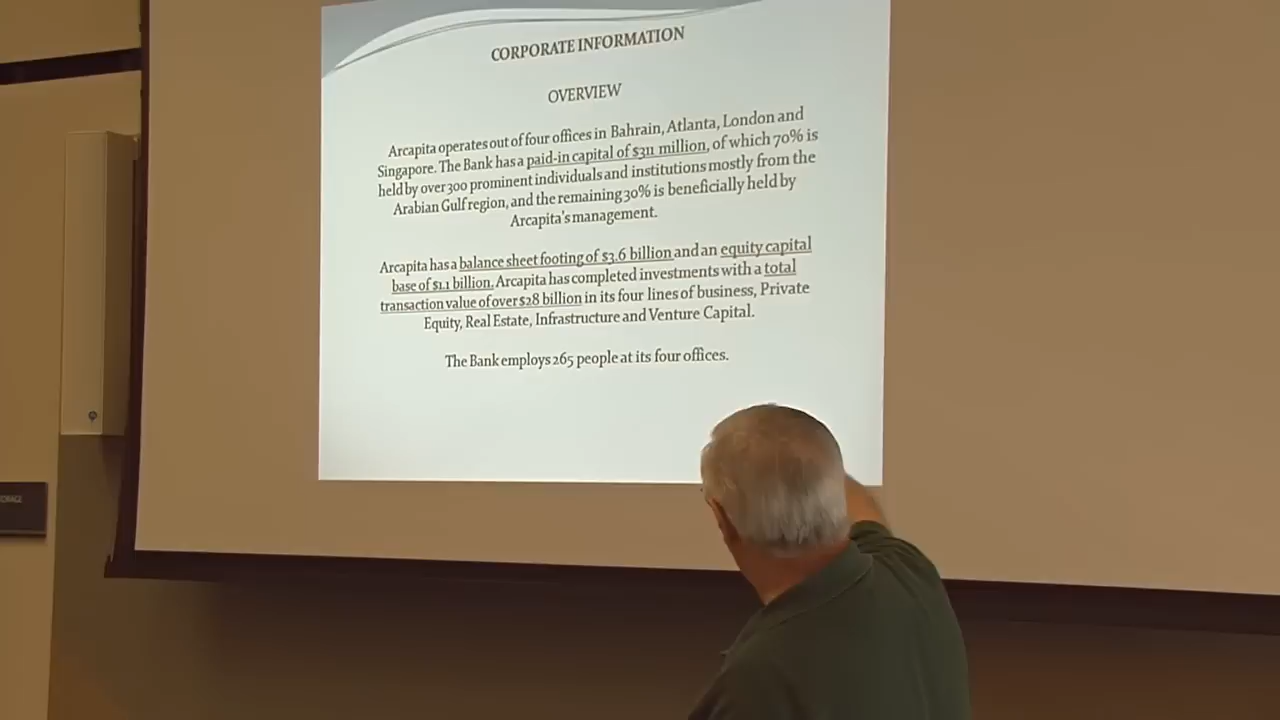 CORPORATE INFORMATION
OVERVIEW
Arcapita operates out of four offices in Bahrain, Atlanta, London and
Singapore. The Bank has a paid-in capital of $311 million, of which 70% is
held by over 300 prominent individuals and institutions mostly from the
Arabian Gulf region, and the remaining 30% is beneficially held by
Arcapita's management.
Arcapita has a balance sheet footing of $3.6 billion and an equity capital
base of $1.1 billion. Arcapita has completed investments with a total
transaction value of over $28 billion in its four lines of business, Private
Equity, Real Estate, Infrastructure and Venture Capital.
The Bank employs 265 people at its four offices.